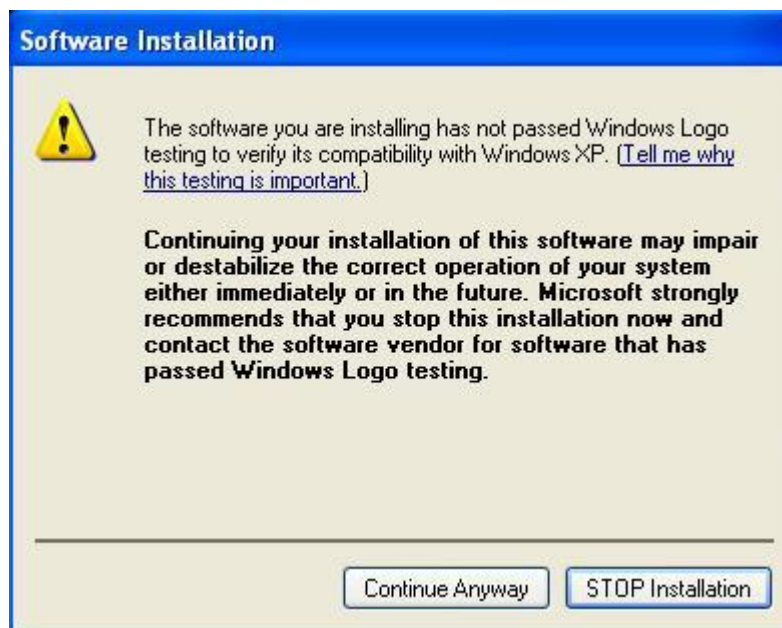 Software Installation
The software you are installing has not passed Windows Logo
testing to verify its compatibility with Windows XP. (Tell me why
this testing is important.)
Continuing your installation of this software may impair
or destabilize the correct operation of your system
either immediately or in the future. Microsoft strongly
recommends that you stop this installation now and
contact the software vendor for software that has
passed Windows Logo testing.
Continue Anyway
STOP Installation